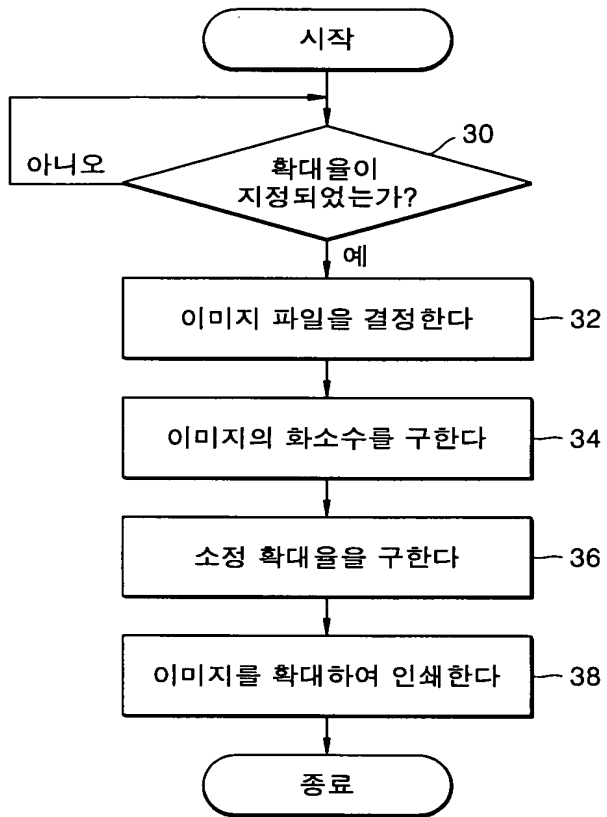 시작
30
확대율이
지정되었는가?
아니오
예
이미지 파일을 결정한다
32
이미지의 화소수를 구한다
34
소정 확대율을 구한다
36
이미지를 확대하여 인쇄한다
38
종료